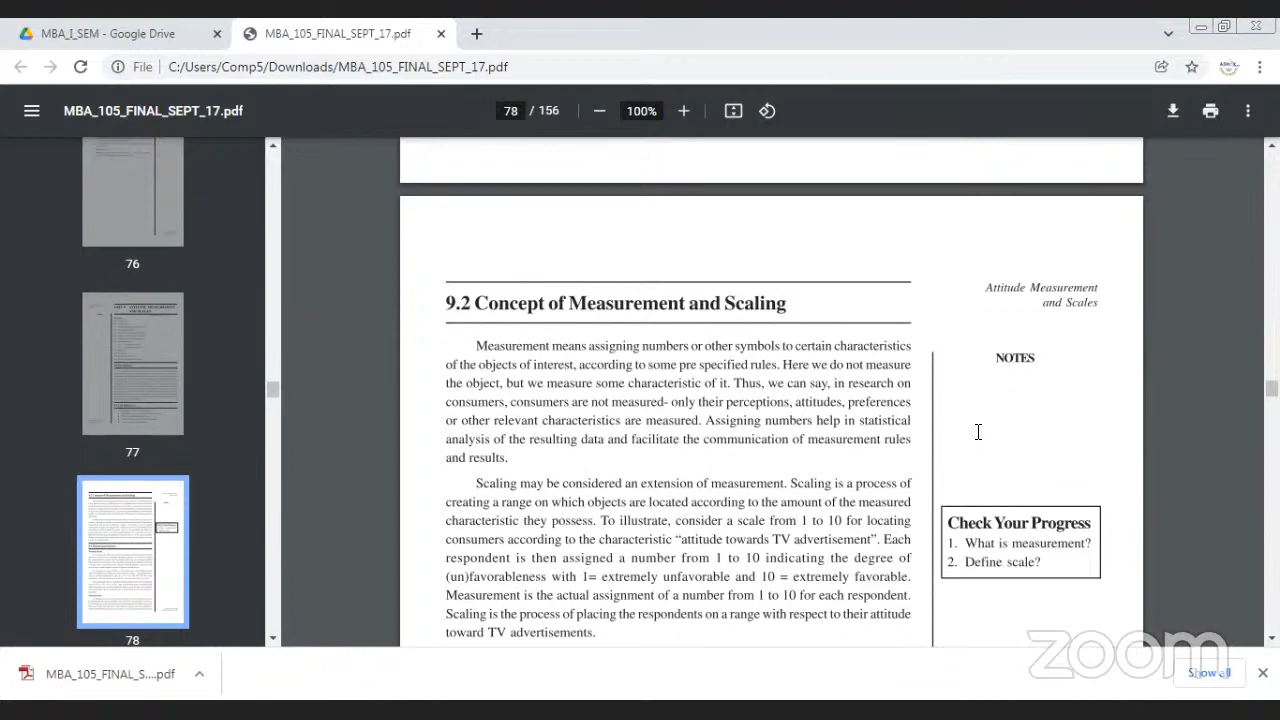 MBA_I_SEM - Google Drive
MBA_105_FINAL_SEPT_17.pdf
File
C:/Users/Comp5/Downloads/MBA_105_FINAL_SEPT_17.pdf
MBA_105_FINAL_SEPT_17.pdf
78 / 156
100%
76
77
78
9.2 Concept of Measurement and Scaling
Measurement means assigning numbers or other symbols to certain characteristics
of the objects of interest, according to some pre specified rules. Here we do not measure
the object, but we measure some characteristic of it. Thus, we can say, in research on
consumers, consumers are not measured- only their perceptions, attitudes, preferences
or other relevant characteristics are measured. Assigning numbers help in statistical
analysis of the resulting data and facilitate the communication of measurement rules
and results.
Scaling may be considered an extension of measurement. Scaling is a process of
creating a range on which objects are located according to the amount of the measured
characteristic they possess. To illustrate, consider a scale from 1 to 10 for locating
consumers according to the characteristic “attitude towards TV advertisement”. Each
respondent is then assigned a number from 1 to 10 indicating the degree of
(un)favorableness with 1= extremely unfavorable and 10 = extremely favorable.
Measurement is the actual assignment of a number from 1 to 10 for each respondent.
Scaling is the process of placing the respondents on a range with respect to their attitude
toward TV advertisements.
Attitude Measurement
and Scales
NOTES
Check Your Progress
1. What is measurement?
2. Define scale?
zoom
MBA_105_FINAL_S....pdf
Show all